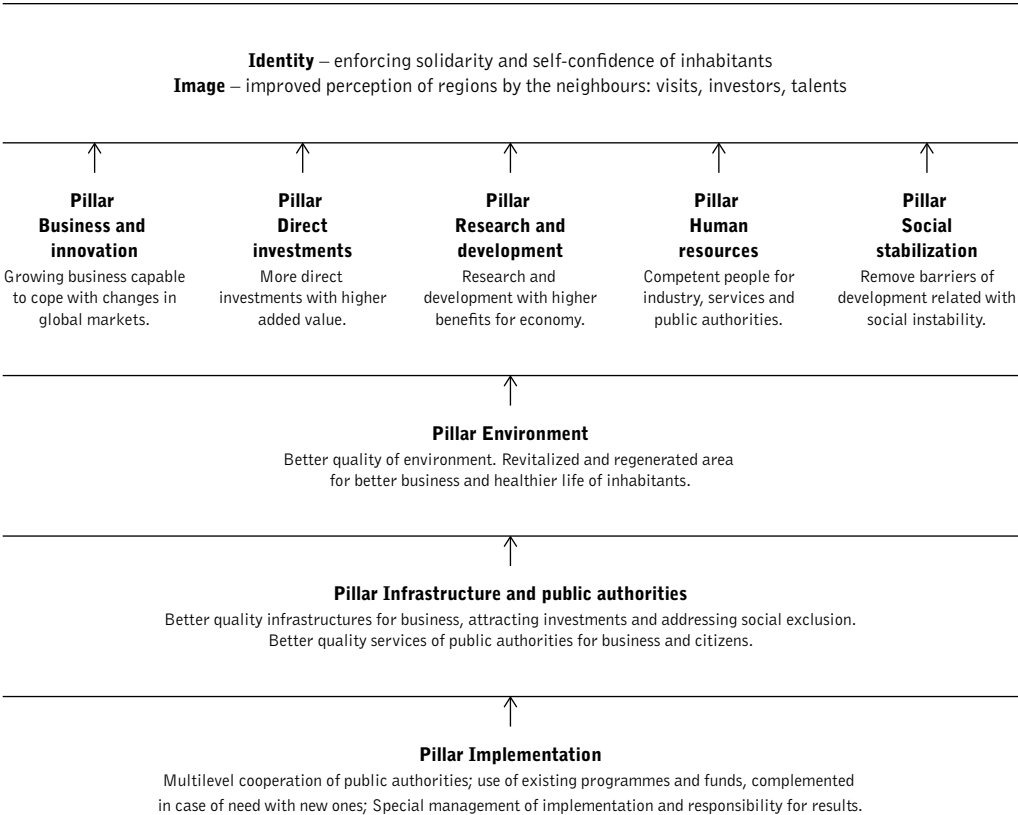 Identity – enforcing solidarity and self-confidence of inhabitants
Image – improved perception of regions by the neighbours: visits, investors, talents
Pillar
Business and
innovation
Growing business capable
to cope with changes in
global markets.
Pillar
Direct
investments
More direct
investments with higher
added value.
Pillar
Research and
development
Research and
development with higher
benefits for economy.
Pillar
Human
resources
Competent people for
industry, services and
public authorities.
Pillar
Social
stabilization
Remove barriers of
development related with
social instability.
Pillar Environment
Better quality of environment. Revitalized and regenerated area
for better business and healthier life of inhabitants.
Pillar Infrastructure and public authorities
Better quality infrastructures for business, attracting investments and addressing social exclusion.
Better quality services of public authorities for business and citizens.
Pillar Implementation
Multilevel cooperation of public authorities; use of existing programmes and funds, complemented
in case of need with new ones; Special management of implementation and responsibility for results.